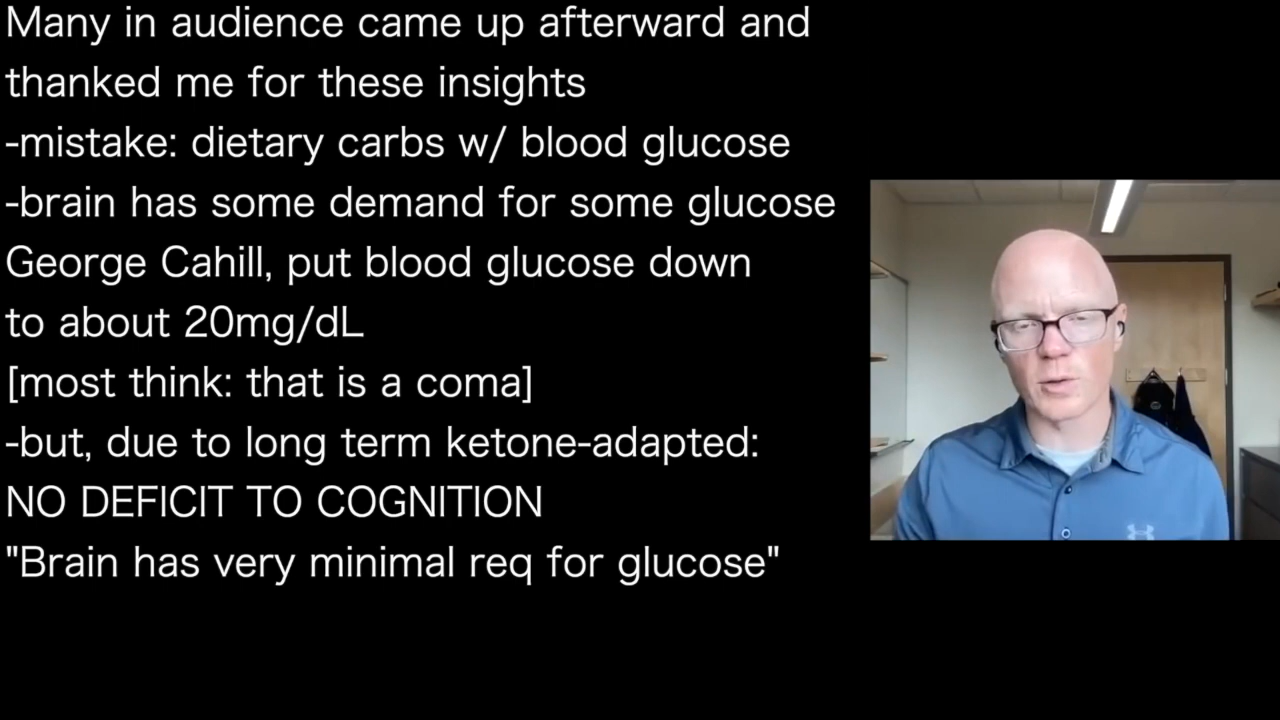 Many in audience came up afterward and
thanked me for these insights
-mistake: dietary carbs w/ blood glucose
-brain has some demand for some glucose
George Cahill, put blood glucose down
to about 20mg/dL
[most think: that is a coma]
-but, due to long term ketone-adapted:
NO DEFICIT TO COGNITION
"Brain has very minimal req for glucose"